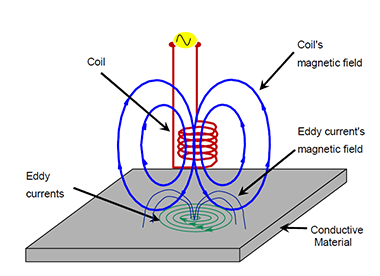 Coil
Coil's
magnetic field
Eddy current's
magnetic field
Eddy
currents
Conductive
Material